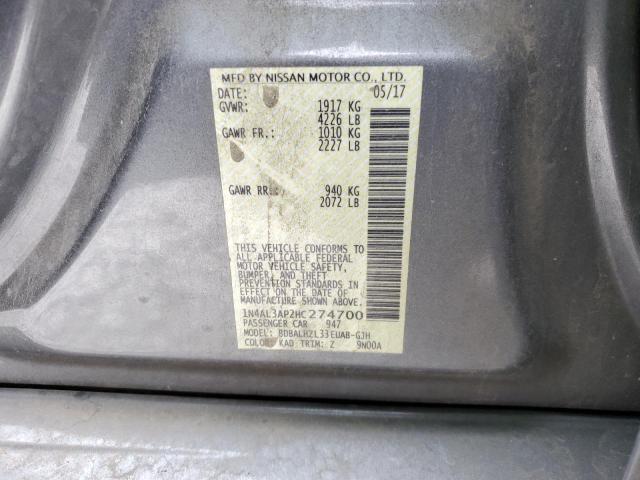 MFD BY NISSAN MOTOR CO., LTD.
DATE: 05/17
GVWR: 1917 KG
4226 LB
GAWR FR.: 1010 KG
2227 LB
GAWR RR.: 940 KG
2072 LB
THIS VEHICLE CONFORMS TO
ALL APPLICABLE FEDERAL
MOTOR VEHICLE SAFETY,
BUMPER, AND THEFT
PREVENTION STANDARDS IN
EFFECT ON THE DATE OF
MANUFACTURE SHOWN ABOVE.
1N4AL3AP2HC274700
PASSENGER CAR 947
MODEL: BDBALHZL33EUAB-GJH
COLOR: KAD TRIM: Z 9N00A